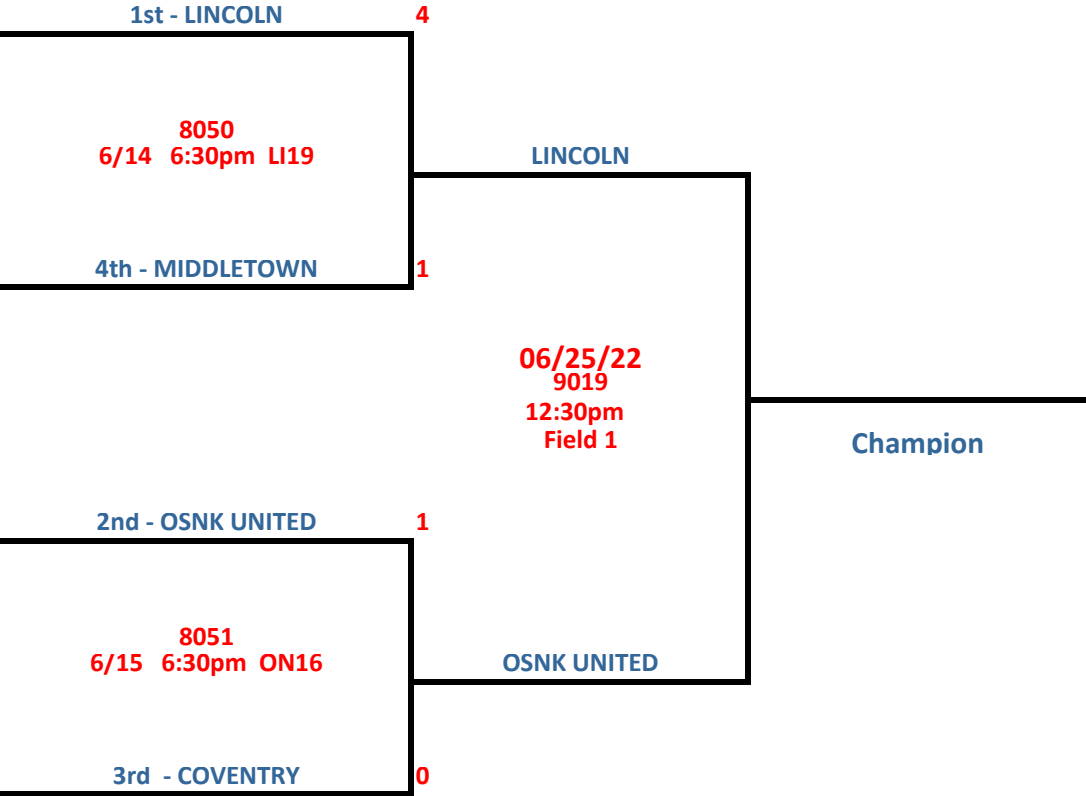 1st - LINCOLN 4
8050
6/14 6:30pm LI19
LINCOLN
4th - MIDDLETOWN 1
06/25/22
9019
12:30pm
Field 1
Champion
2nd - OSNK UNITED 1
8051
6/15 6:30pm ON16
OSNK UNITED
3rd - COVENTRY 0